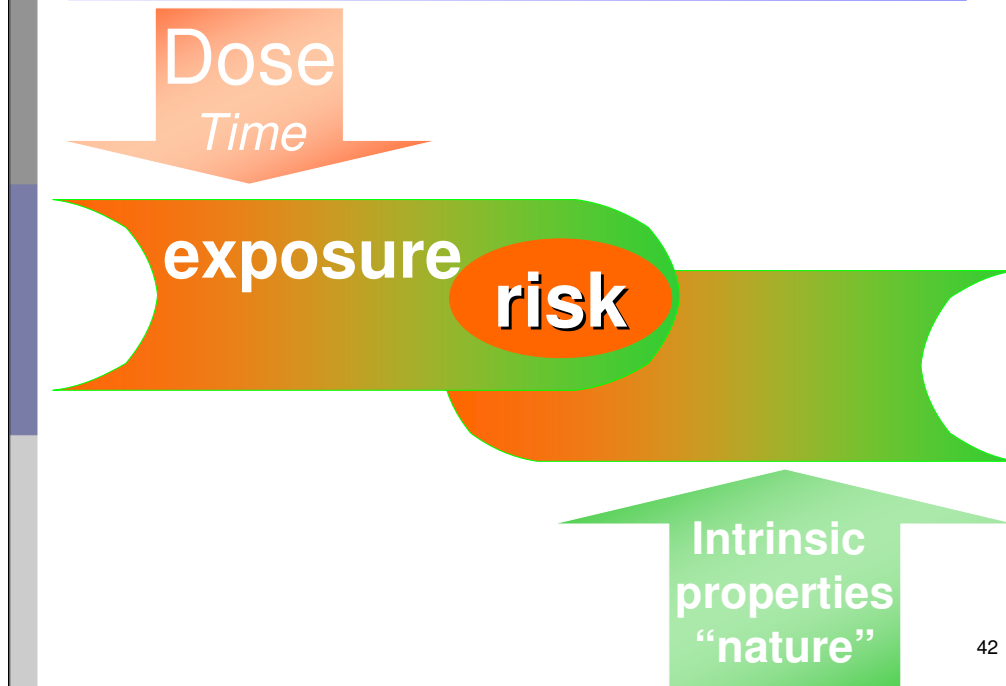 Dose
Time
exposure
risk
Intrinsic
properties
“nature”
42